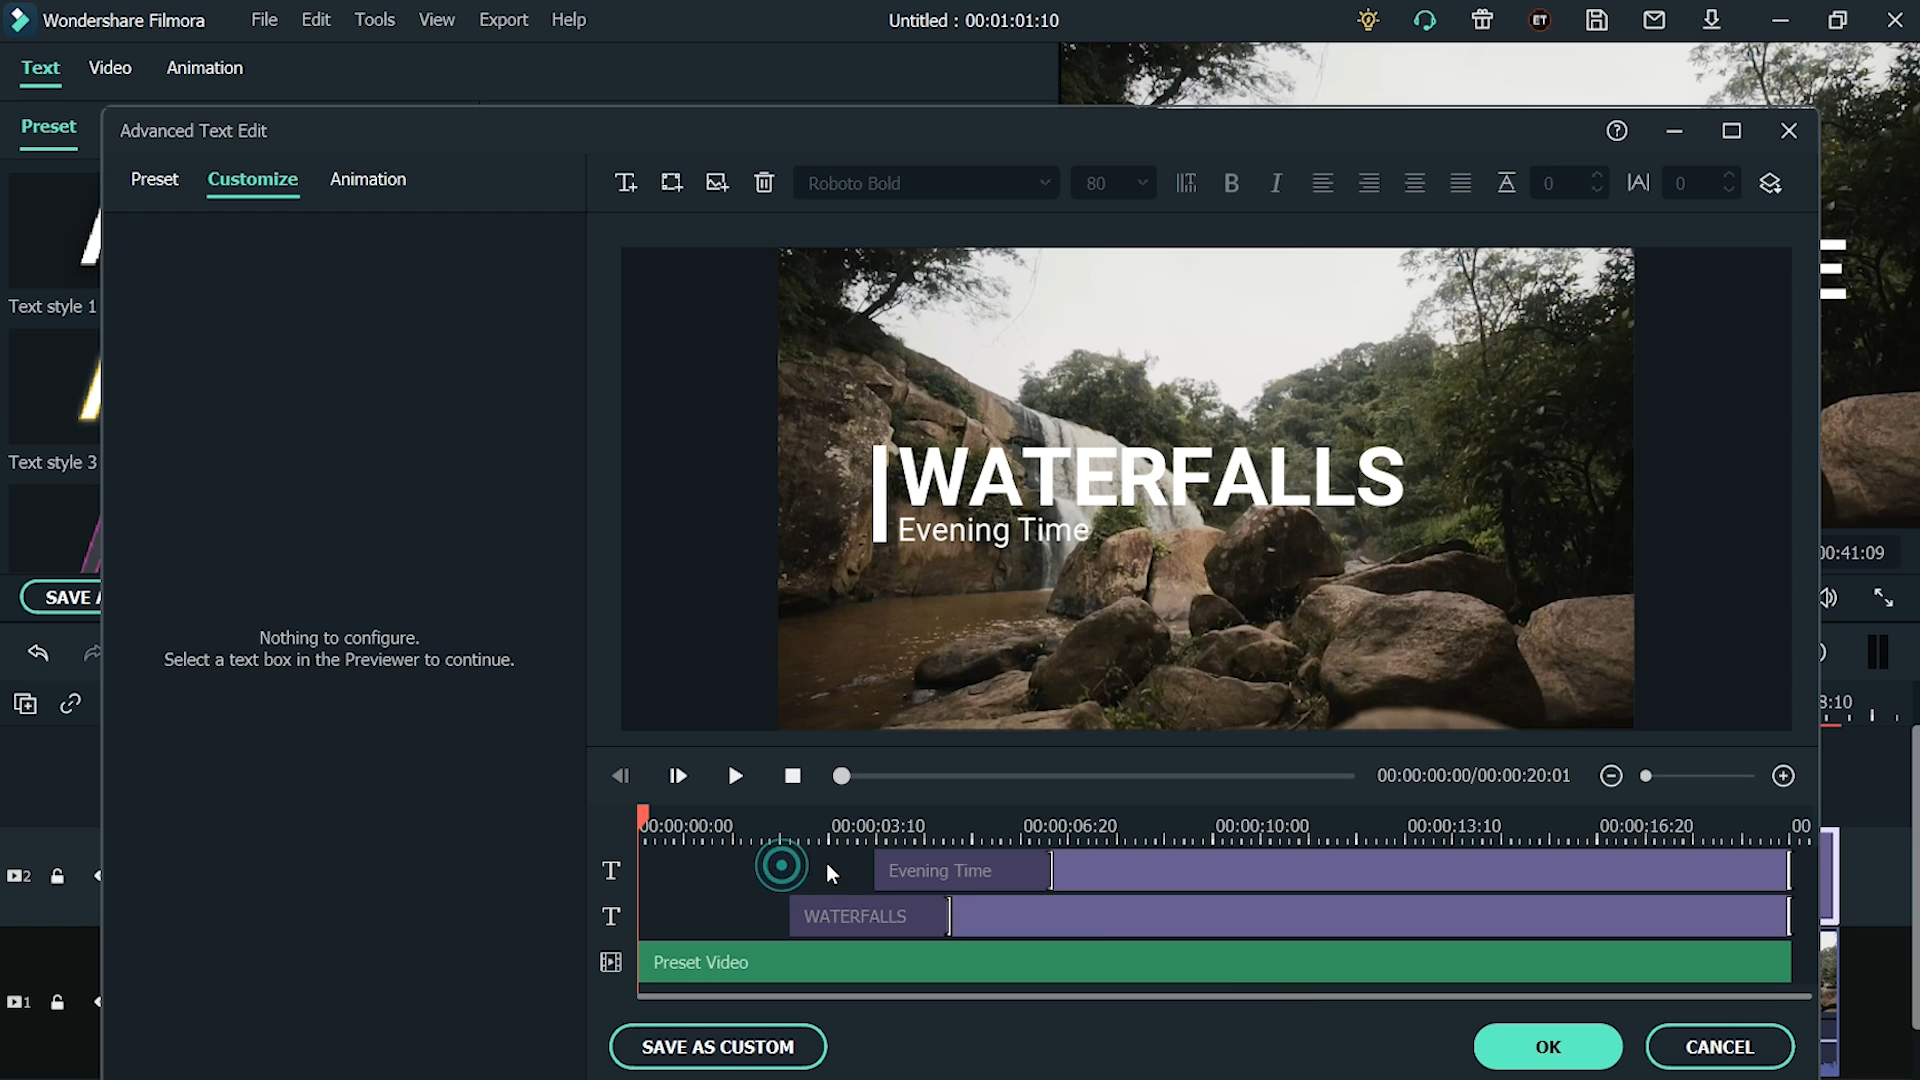 Wondershare Filmora File Edit Tools View Export Help Untitled : 00:01:01:10 ET
Text Video Animation
Preset
Advanced Text Edit
Preset Customize Animation
Roboto Bold 80 B I A 0 A 0
Text style 1
Text style 3
SAVE
WATERFALLS
Evening Time
Nothing to configure.
Select a text box in the Previewer to continue.
00:41:09
8:10
00:00:00:00/00:00:20:01
00:00:00:00 00:00:03:10 00:00:06:20 00:00:10:00 00:00:13:10 00:00:16:20 00
T Evening Time
T WATERFALLS
Preset Video
2
1
SAVE AS CUSTOM OK CANCEL